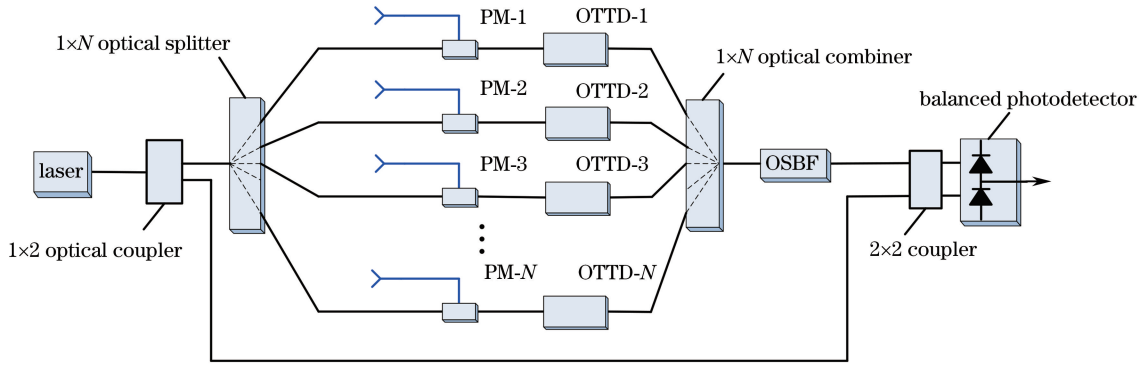 PM-1
OTTD-1
1×N optical splitter
1×N optical combiner
PM-2
OTTD-2
balanced photodetector
PM-3
OTTD-3
laser
OSBF
1×2 optical coupler
2×2 coupler
PM-N
OTTD-N